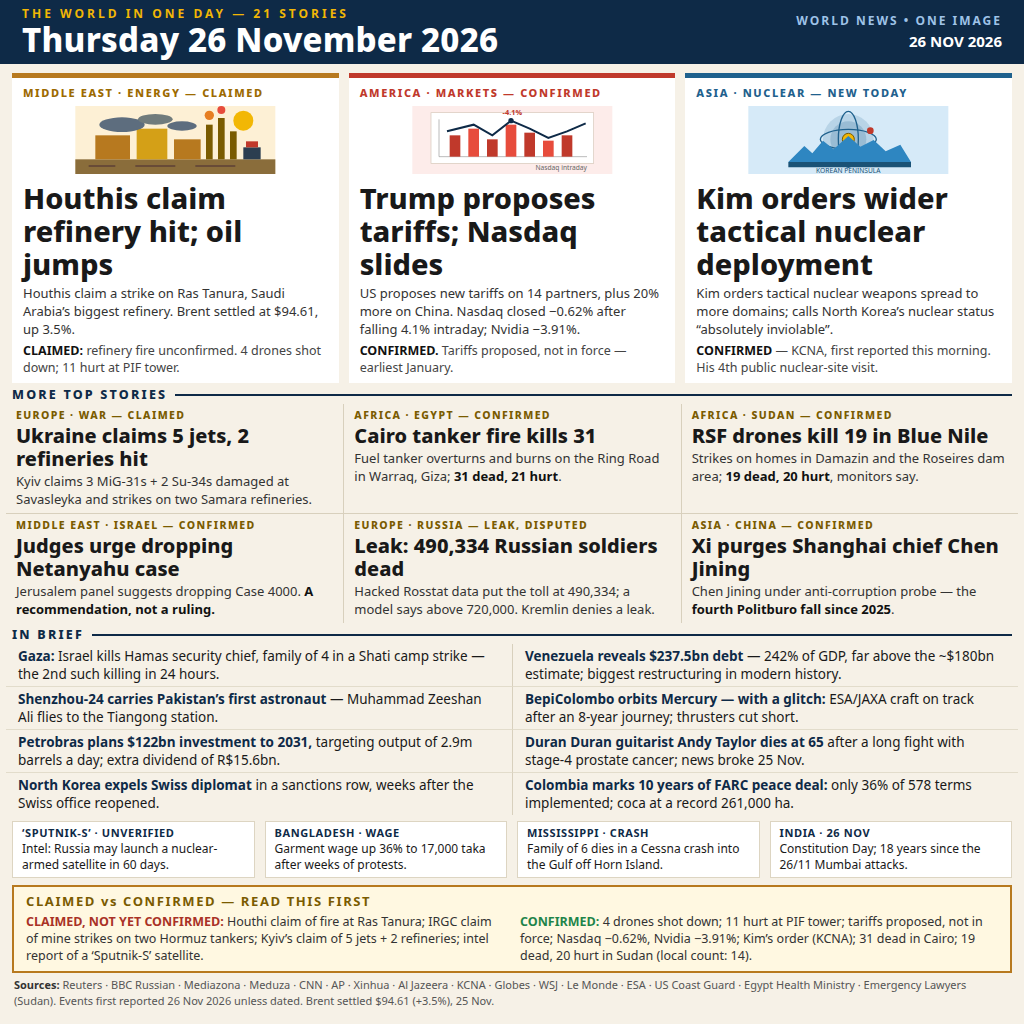 THE WORLD IN ONE DAY — 21 STORIES
Thursday 26 November 2026
WORLD NEWS • ONE IMAGE
26 NOV 2026
MIDDLE EAST · ENERGY — CLAIMED
Houthis claim
refinery hit; oil
jumps
Houthis claim a strike on Ras Tanura, Saudi
Arabia's biggest refinery. Brent settled at $94.61,
up 3.5%.
CLAIMED: refinery fire unconfirmed. 4 drones shot
down; 11 hurt at PIF tower.
AMERICA · MARKETS — CONFIRMED
-4.1%
Nasdaq intraday
Trump proposes
tariffs; Nasdaq
slides
US proposes new tariffs on 14 partners, plus 20%
more on China. Nasdaq closed −0.62% after
falling 4.1% intraday; Nvidia −3.91%.
CONFIRMED. Tariffs proposed, not in force —
earliest January.
ASIA · NUCLEAR — NEW TODAY
KOREAN PENINSULA
Kim orders wider
tactical nuclear
deployment
Kim orders tactical nuclear weapons spread to
more domains; calls North Korea's nuclear status
“absolutely inviolable”.
CONFIRMED — KCNA, first reported this morning.
His 4th public nuclear-site visit.
MORE TOP STORIES
EUROPE · WAR — CLAIMED
Ukraine claims 5 jets, 2
refineries hit
Kyiv claims 3 MiG-31s + 2 Su-34s damaged at
Savasleyka and strikes on two Samara refineries.
AFRICA · EGYPT — CONFIRMED
Cairo tanker fire kills 31
Fuel tanker overturns and burns on the Ring Road
in Warraq, Giza; 31 dead, 21 hurt.
AFRICA · SUDAN — CONFIRMED
RSF drones kill 19 in Blue Nile
Strikes on homes in Damazin and the Roseires dam
area; 19 dead, 20 hurt, monitors say.
MIDDLE EAST · ISRAEL — CONFIRMED
Judges urge dropping
Netanyahu case
Jerusalem panel suggests dropping Case 4000. A
recommendation, not a ruling.
EUROPE · RUSSIA — LEAK, DISPUTED
Leak: 490,334 Russian soldiers
dead
Hacked Rosstat data put the toll at 490,334; a
model says above 720,000. Kremlin denies a leak.
ASIA · CHINA — CONFIRMED
Xi purges Shanghai chief Chen
Jining
Chen Jining under anti-corruption probe — the
fourth Politburo fall since 2025.
IN BRIEF
Gaza: Israel kills Hamas security chief, family of 4 in a Shati camp strike —
the 2nd such killing in 24 hours.
Venezuela reveals $237.5bn debt — 242% of GDP, far above the ~$180bn
estimate; biggest restructuring in modern history.
Shenzhou-24 carries Pakistan's first astronaut — Muhammad Zeeshan
Ali flies to the Tiangong station.
BepiColombo orbits Mercury — with a glitch: ESA/JAXA craft on track
after an 8-year journey; thrusters cut short.
Petrobras plans $122bn investment to 2031, targeting output of 2.9m
barrels a day; extra dividend of R$15.6bn.
Duran Duran guitarist Andy Taylor dies at 65 after a long fight with
stage-4 prostate cancer; news broke 25 Nov.
North Korea expels Swiss diplomat in a sanctions row, weeks after the
Swiss office reopened.
Colombia marks 10 years of FARC peace deal: only 36% of 578 terms
implemented; coca at a record 261,000 ha.
‘SPUTNIK-S’ · UNVERIFIED
Intel: Russia may launch a nuclear-
armed satellite in 60 days.
BANGLADESH · WAGE
Garment wage up 36% to 17,000 taka
after weeks of protests.
MISSISSIPPI · CRASH
Family of 6 dies in a Cessna crash into
the Gulf off Horn Island.
INDIA · 26 NOV
Constitution Day; 18 years since the
26/11 Mumbai attacks.
CLAIMED vs CONFIRMED — READ THIS FIRST
CLAIMED, NOT YET CONFIRMED: Houthi claim of fire at Ras Tanura; IRGC claim
of mine strikes on two Hormuz tankers; Kyiv's claim of 5 jets + 2 refineries; intel
report of a ‘Sputnik-S’ satellite.
CONFIRMED: 4 drones shot down; 11 hurt at PIF tower; tariffs proposed, not in
force; Nasdaq −0.62%, Nvidia −3.91%; Kim's order (KCNA); 31 dead in Cairo; 19
dead, 20 hurt in Sudan (local count: 14).
Sources: Reuters · BBC Russian · Mediazona · Meduza · CNN · AP · Xinhua · Al Jazeera · KCNA · Globes · WSJ · Le Monde · ESA · US Coast Guard · Egypt Health Ministry · Emergency Lawyers
(Sudan). Events first reported 26 Nov 2026 unless dated. Brent settled $94.61 (+3.5%), 25 Nov.